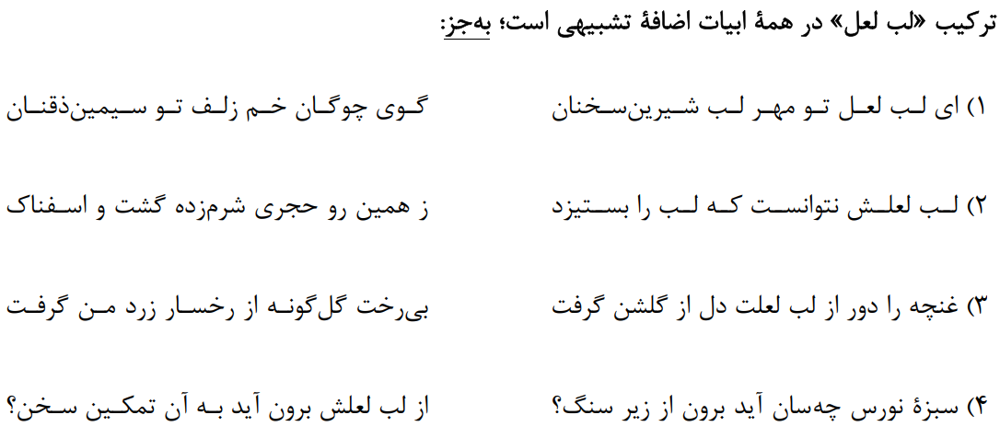 ترکیب «لب لعل» در همهٔ ابیات اضافهٔ تشبیهی است؛ به‌جز:
۱) ای لب لعل تو مهر لب شیرین‌سخنان گوی چوگان خم زلف تو سیمین‌ذقنان
۲) لب لعلش نتوانست که لب را بستیزد ز همین رو حجری شرم‌زده گشت و اسفناک
۳) غنچه را دور از لب لعلت دل از گلشن گرفت بی‌رخت گل‌گونه از رخسار زرد من گرفت
۴) سبزهٔ نورس چه‌سان آید برون از زیر سنگ؟ از لب لعلش برون آید به آن تمکین سخن؟